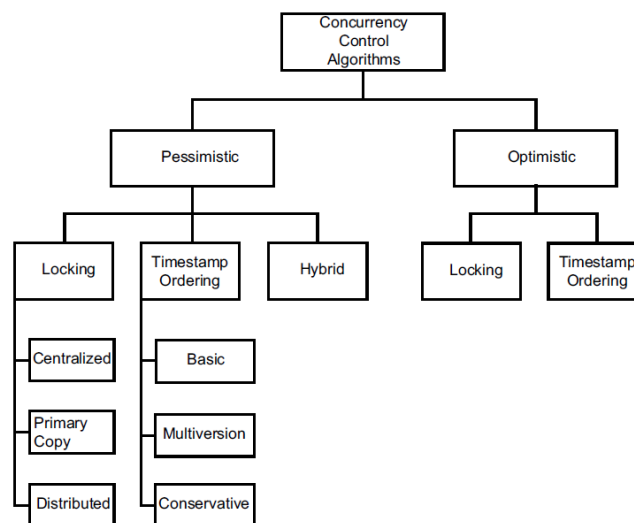 Concurrency
Control
Algorithms
Pessimistic
Optimistic
Locking
Timestamp
Ordering
Hybrid
Locking
Timestamp
Ordering
Centralized
Basic
Primary
Copy
Multiversion
Distributed
Conservative